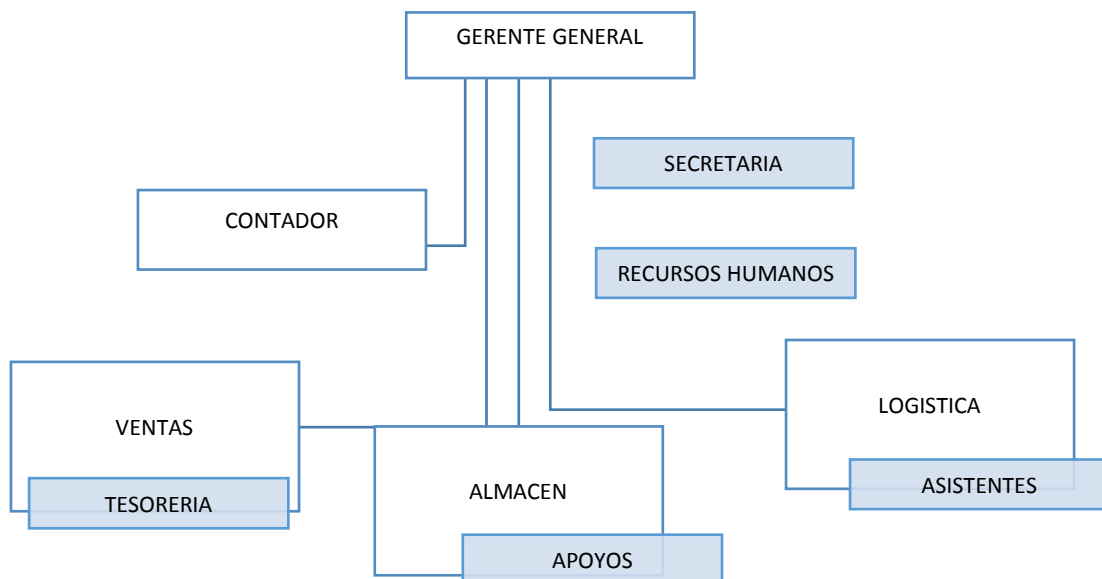 GERENTE GENERAL
SECRETARIA
CONTADOR
RECURSOS HUMANOS
VENTAS
TESORERIA
ALMACEN
APOYOS
LOGISTICA
ASISTENTES